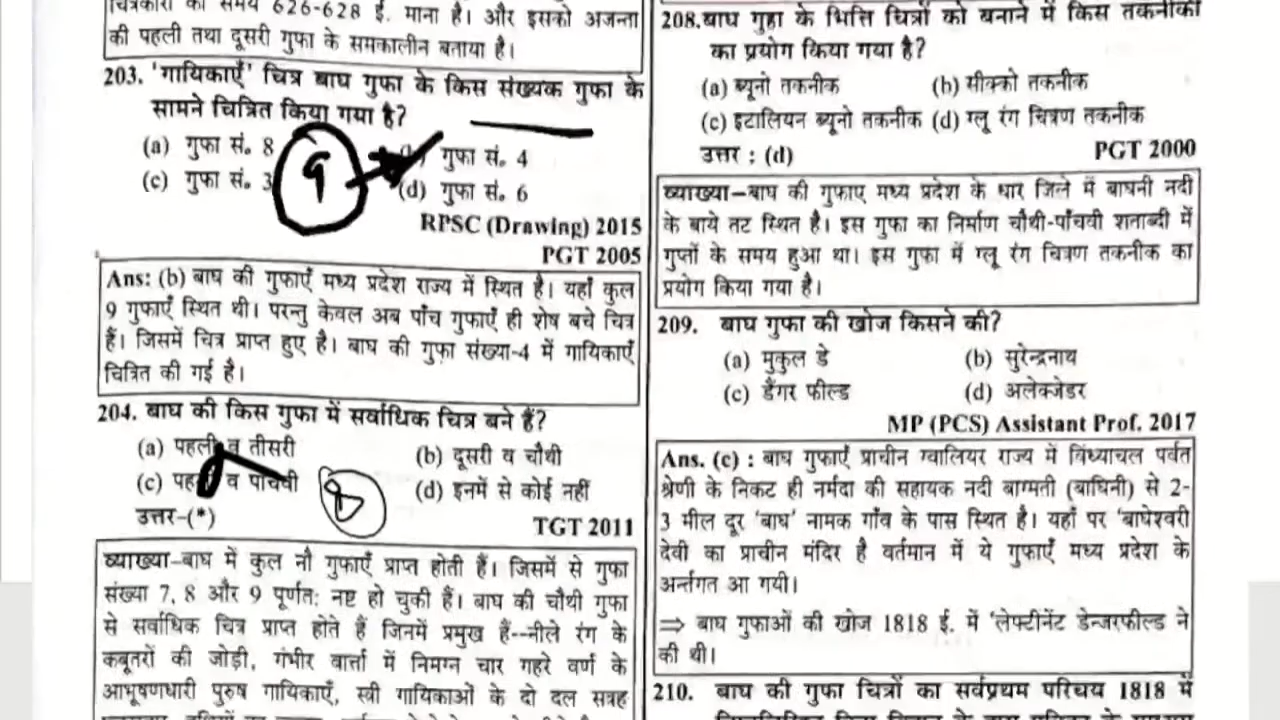 चित्रकारी का समय 626-628 ई. माना है। और इसको अजन्ता
की पहली तथा दूसरी गुफा के समकालीन बताया है।
203. 'गायिकाएँ' चित्र बाघ गुफा के किस संख्यक गुफा के
सामने चित्रित किया गया है?
(a) गुफा सं. 8 गुफा सं. 4
(c) गुफा सं. 3 (d) गुफा सं. 6
9
RPSC (Drawing) 2015
PGT 2005
Ans: (b) बाघ की गुफाएँ मध्य प्रदेश राज्य में स्थित है। यहाँ कुल
9 गुफाएँ स्थित थी। परन्तु केवल अब पाँच गुफाएँ ही शेष बचे चित्र
हैं। जिसमें चित्र प्राप्त हुए है। बाघ की गुफ़ा संख्या-4 में गायिकाएँ
चित्रित की गई है।
204. बाघ की किस गुफा में सर्वाधिक चित्र बने हैं?
(a) पहली व तीसरी (b) दूसरी व चौथी
(c) व पांचवी (d) इनमें से कोई नहीं
उत्तर-(*)
TGT 2011
व्याख्या–बाघ में कुल नौ गुफाएँ प्राप्त होती हैं। जिसमें से गुफा
संख्या 7, 8 और 9 पूर्णत: नष्ट हो चुकी हैं। बाघ की चौथी गुफा
से सर्वाधिक चित्र प्राप्त होते हैं जिनमें प्रमुख हैं--नीले रंग के
कबूतरों की जोड़ी, गंभीर वार्त्ता में निमग्न चार गहरे वर्ण के
आभूषणधारी पुरुष गायिकाएँ, स्त्री गायिकाओं के दो दल सत्रह
208. बाघ गुहा के भित्ति चित्रों को बनाने में किस तकनीकी
का प्रयोग किया गया है?
(a) ब्यूनो तकनीक (b) सीक्को तकनीक
(c) इटालियन ब्यूनो तकनीक (d) ग्लू रंग चित्रण तकनीक
उत्तर : (d) PGT 2000
व्याख्या–बाघ की गुफाए मध्य प्रदेश के धार जिले में बाघनी नदी
के बाये तट स्थित है। इस गुफा का निर्माण चौथी-पाँचवी शताब्दी में
गुप्तों के समय हुआ था। इस गुफा में ग्लू रंग चित्रण तकनीक का
प्रयोग किया गया है।
209. बाघ गुफा की खोज किसने की?
(a) मुकुल डे (b) सुरेन्द्रनाथ
(c) डैंगर फील्ड (d) अलेक्जेडर
MP (PCS) Assistant Prof. 2017
Ans. (c) : बाघ गुफाएँ प्राचीन ग्वालियर राज्य में विंध्याचल पर्वत
श्रेणी के निकट ही नर्मदा की सहायक नदी बाग्मती (बाघिनी) से 2-
3 मील दूर 'बाघ' नामक गाँव के पास स्थित है। यहाँ पर 'बाघेश्वरी
देवी का प्राचीन मंदिर है वर्तमान में ये गुफाएँ मध्य प्रदेश के
अर्न्तगत आ गयी।
⇒ बाघ गुफाओं की खोज 1818 ई. में 'लेफ्टीनेंट डेन्जरफील्ड ने
की थी।
210. बाघ की गुफा चित्रों का सर्वप्रथम परिचय 1818 में